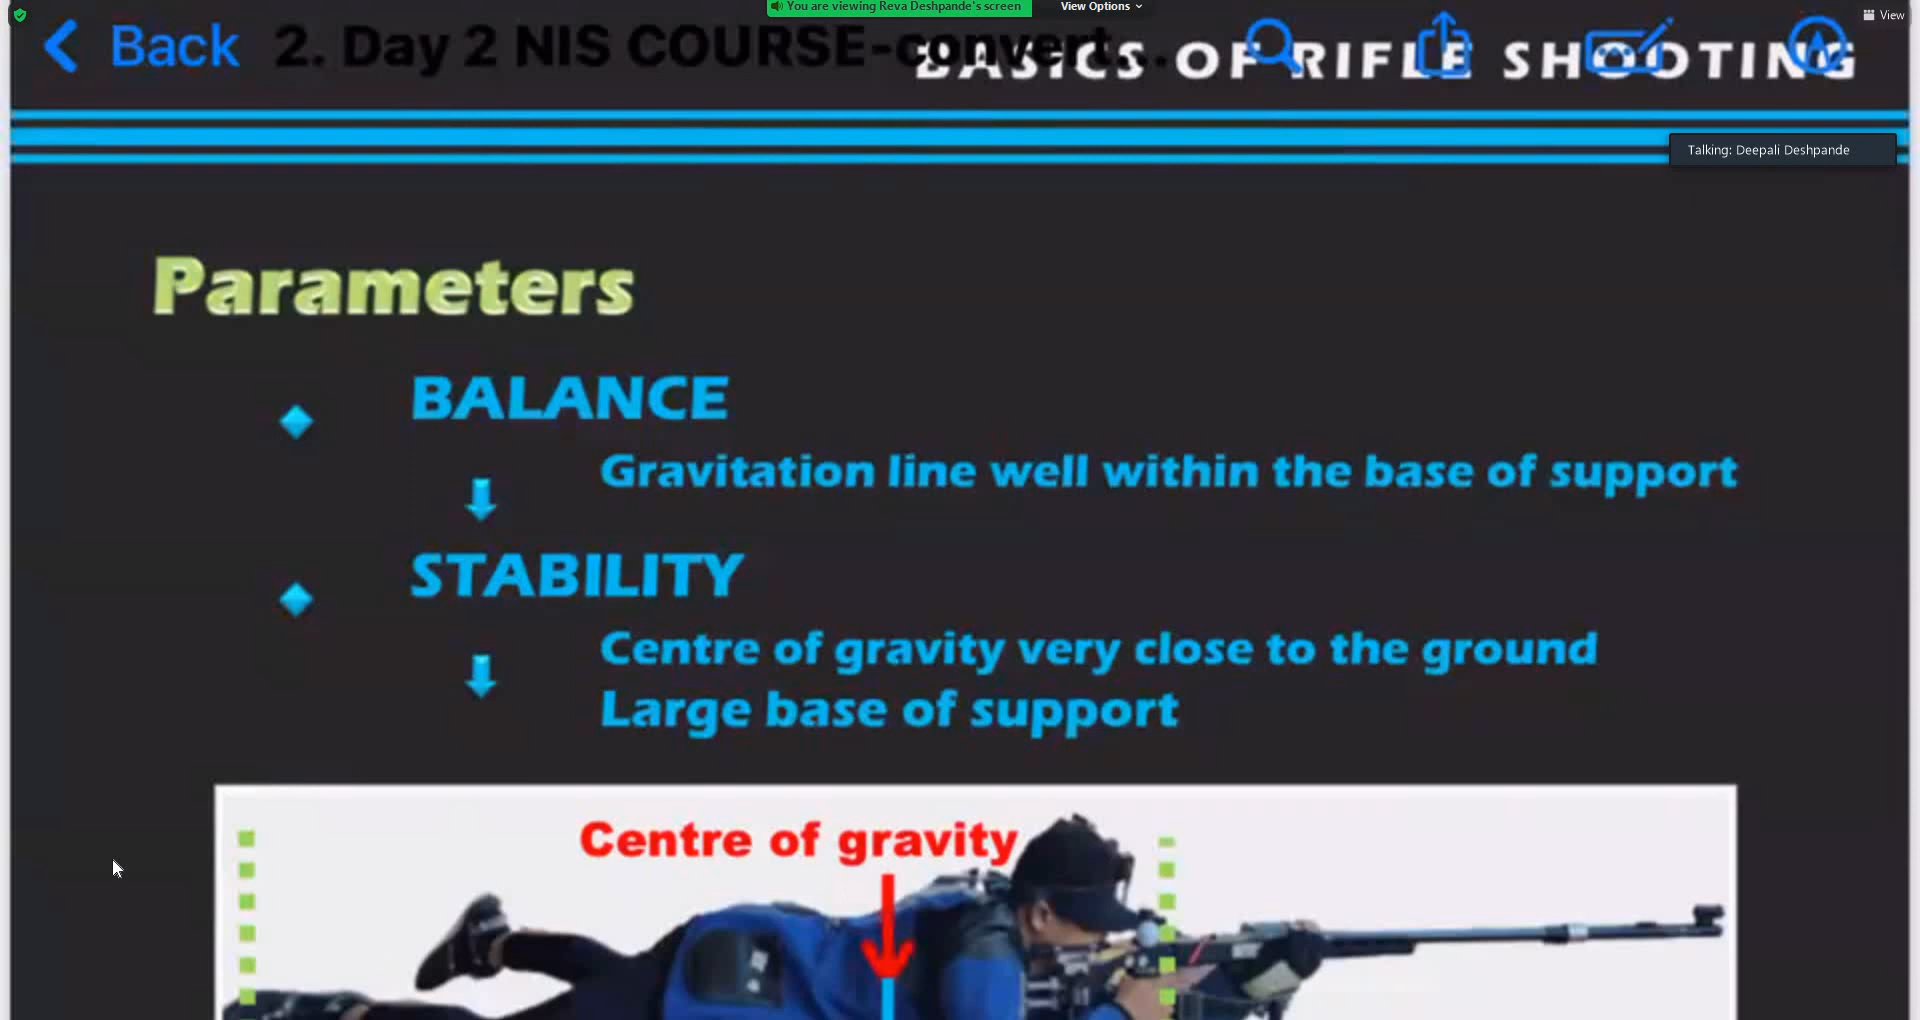 You are viewing Reva Deshpande's screen
View Options
View
Back
2. Day 2 NIS COURSE-convert...
BASICS OF RIFLE SHOOTING
Talking: Deepali Deshpande
Parameters
BALANCE
Gravitation line well within the base of support
STABILITY
Centre of gravity very close to the ground
Large base of support
Centre of gravity